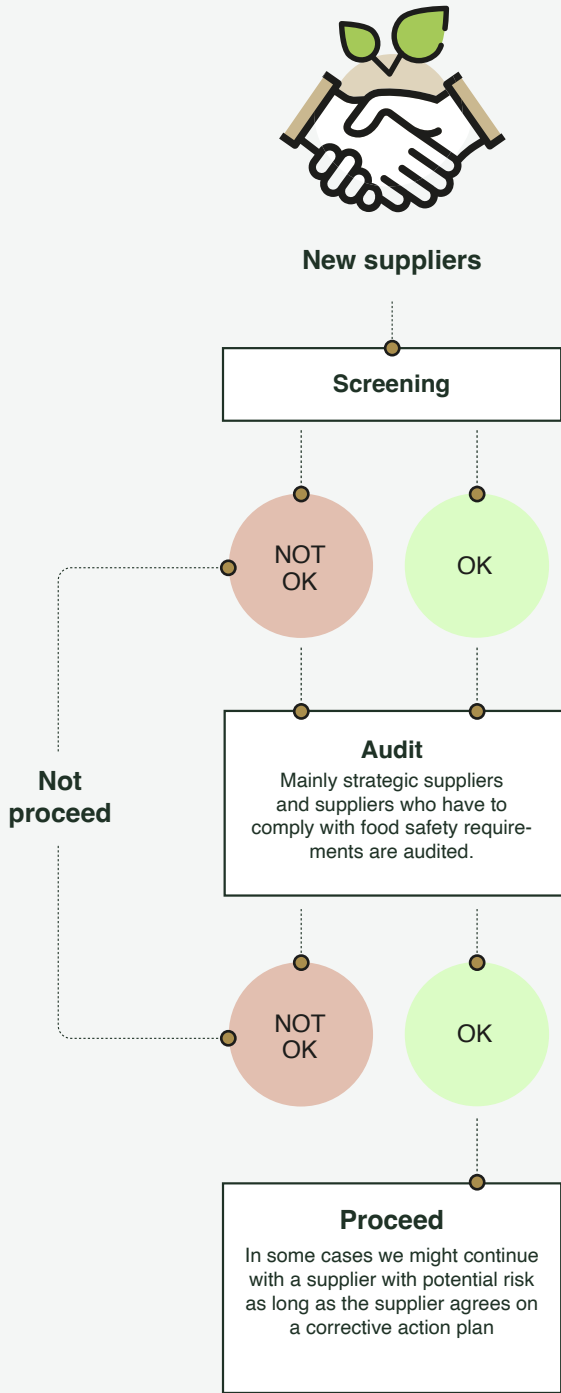 New suppliers
Screening
NOT
OK
OK
Audit
Mainly strategic suppliers
and suppliers who have to
comply with food safety require-
ments are audited.
Not
proceed
NOT
OK
OK
Proceed
In some cases we might continue
with a supplier with potential risk
as long as the supplier agrees on
a corrective action plan